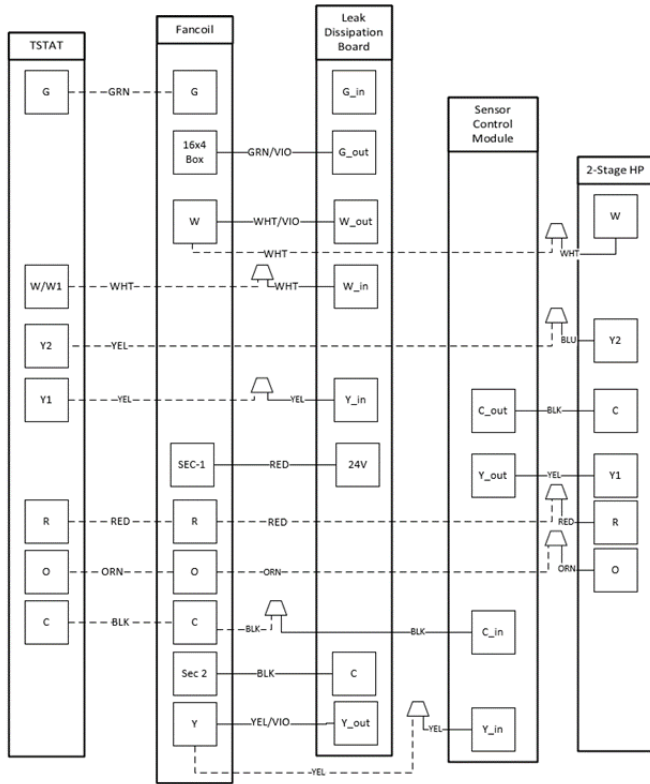 Leak
Dissipation
Board
Fancoil
TSTAT
G GRN G G_in
Sensor
Control
Module
16x4
Box
GRN/VIO G_out
2-Stage HP
W WHT/VIO W_out W
WHT WHT
W/W1 WHT WHT W_in
Y2 YEL BLU Y2
Y1 YEL YEL Y_in C_out BLK C
SEC-1 RED 24V Y_out YEL Y1
R RED R RED RED R
O ORN O ORN ORN O
C BLK C BLK BLK C_in
Sec 2 BLK C
Y YEL/VIO Y_out YEL Y_in
YEL